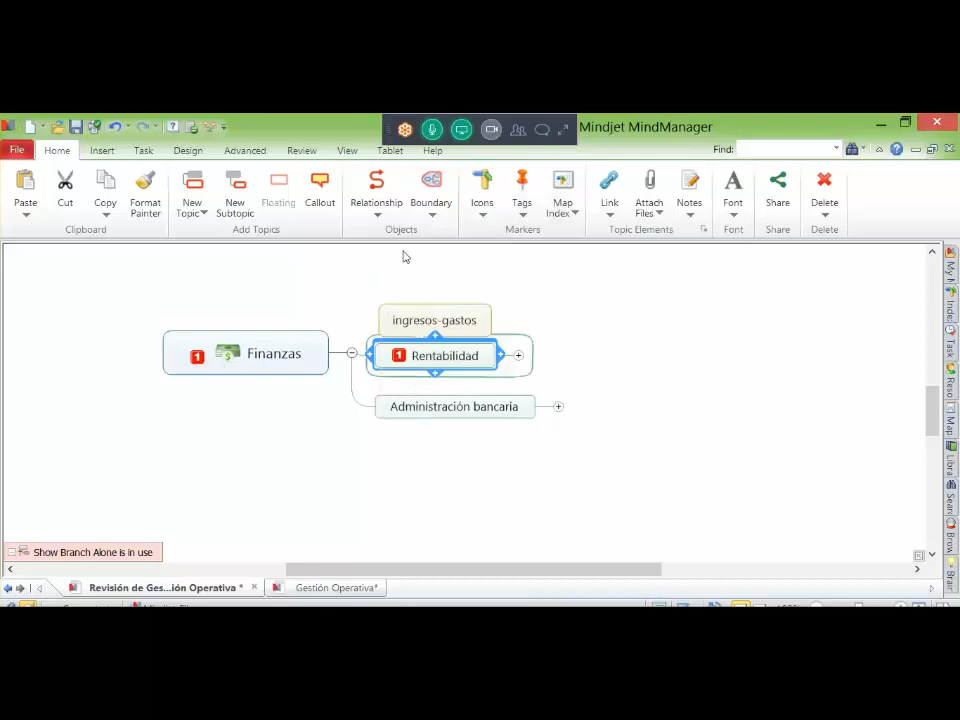 Mindjet MindManager
File Home Insert Task Design Advanced Review View Tablet Help Find:
Paste Cut Copy Format Painter New Topic New Subtopic Floating Callout Relationship Boundary Icons Tags Map Index Link Attach Files Notes Font Share Delete
Clipboard Add Topics Objects Markers Topic Elements Font Share Delete
ingresos-gastos
1 Finanzas
1 Rentabilidad
Administración bancaria
Show Branch Alone is in use
Revisión de Ges...ión Operativa *
Gestión Operativa*